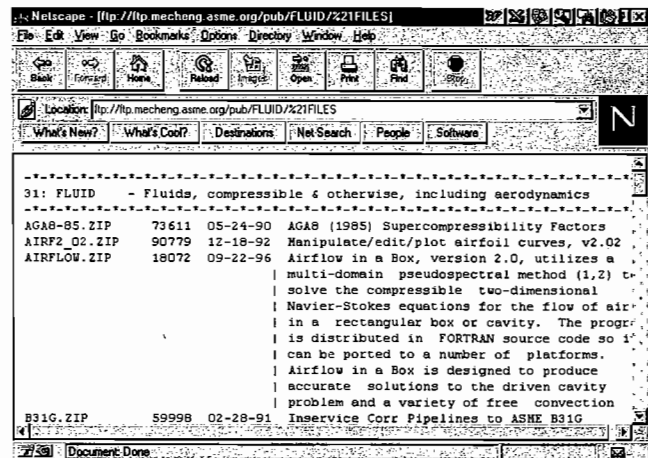 Netscape - [ftp://ftp.mecheng.asme.org/pub/FLUID/%21FILES]
File Edit View Go Bookmarks Options Directory Window Help
Back Forward Home Reload Images Open Print Find Stop
Location: ftp://ftp.mecheng.asme.org/pub/FLUID/%21FILES
N
What's New? What's Cool? Destinations Net Search People Software
-*-*-*-*-*-*-*-*-*-*-*-*-*-*-*-*-*-*-*-*-*-*-*-*-*-*-*-*-*-*-*-*-*-*-*-*-*-*-
31: FLUID - Fluids, compressible & otherwise, including aerodynamics
-*-*-*-*-*-*-*-*-*-*-*-*-*-*-*-*-*-*-*-*-*-*-*-*-*-*-*-*-*-*-*-*-*-*-*-*-*-*-
AGA8-85.ZIP 73611 05-24-90 AGA8 (1985) Supercompressibility Factors
AIRF2_02.ZIP 90779 12-18-92 Manipulate/edit/plot airfoil curves, v2.02
AIRFLOW.ZIP 18072 09-22-96 Airflow in a Box, version 2.0, utilizes a
| multi-domain pseudospectral method (1,2) t
| solve the compressible two-dimensional
| Navier-Stokes equations for the flow of air
| in a rectangular box or cavity. The progr
| is distributed in FORTRAN source code so i
| can be ported to a number of platforms.
| Airflow in a Box is designed to produce
| accurate solutions to the driven cavity
| problem and a variety of free convection
B31G.ZIP 59998 02-28-91 Inservice Corr Pipelines to ASME B31G
Document: Done